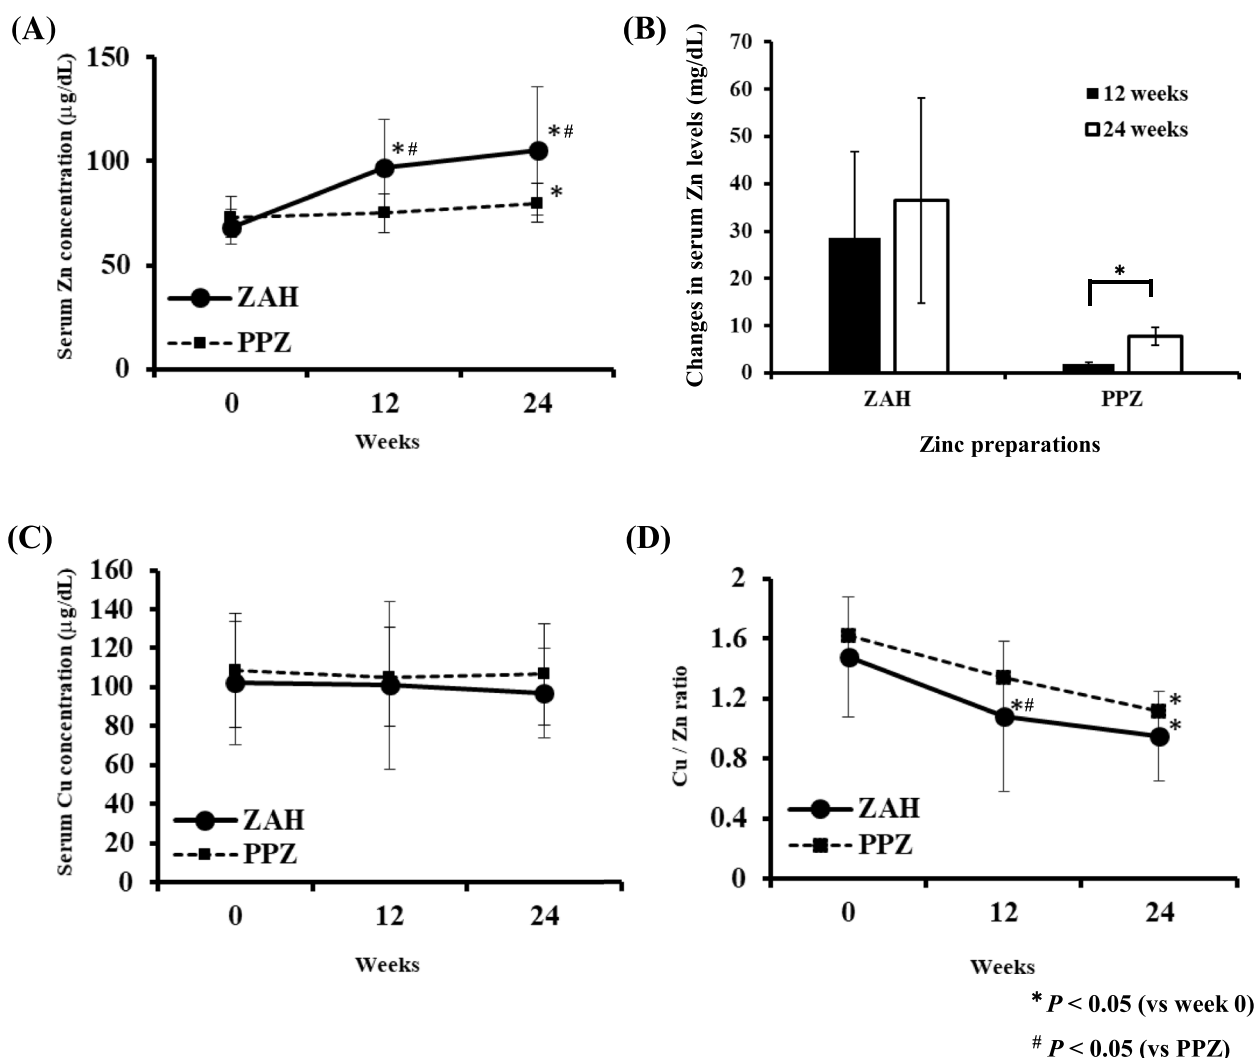 (A)
Serum Zn concentration (µg/dL)
150
100
50
0
*#
*#
*
ZAH
PPZ
0 12 24
Weeks
(B)
Changes in serum Zn levels (mg/dL)
70
60
50
40
30
20
10
0
12 weeks
24 weeks
*
ZAH PPZ
Zinc preparations
(C)
Serum Cu concentration (µg/dL)
160
140
120
100
80
60
40
20
0
ZAH
PPZ
0 12 24
Weeks
(D)
Cu / Zn ratio
2
1.6
1.2
0.8
0.4
0
*#
*
*
ZAH
PPZ
0 12 24
Weeks
* P < 0.05 (vs week 0)
# P < 0.05 (vs PPZ)